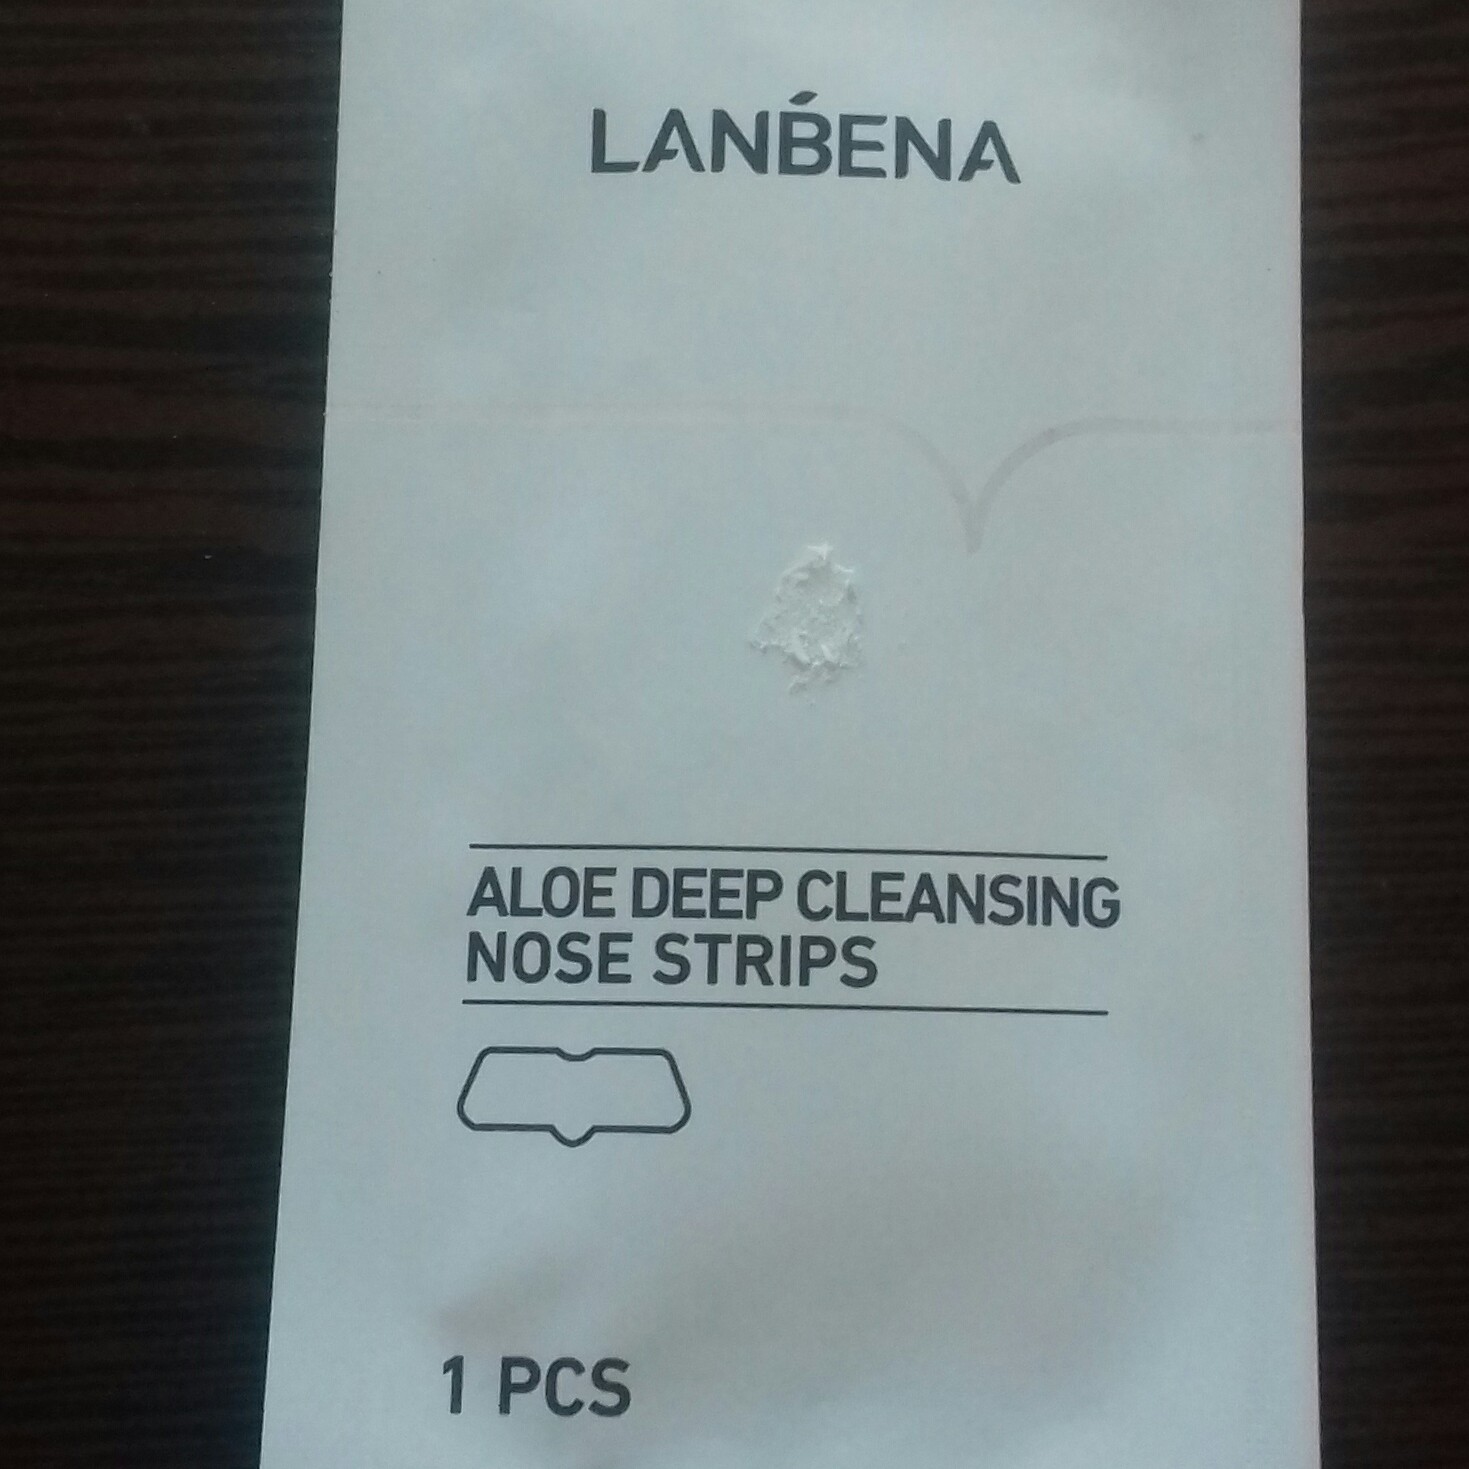 LANBENA
ALOE DEEP CLEANSING
NOSE STRIPS
1 PCS